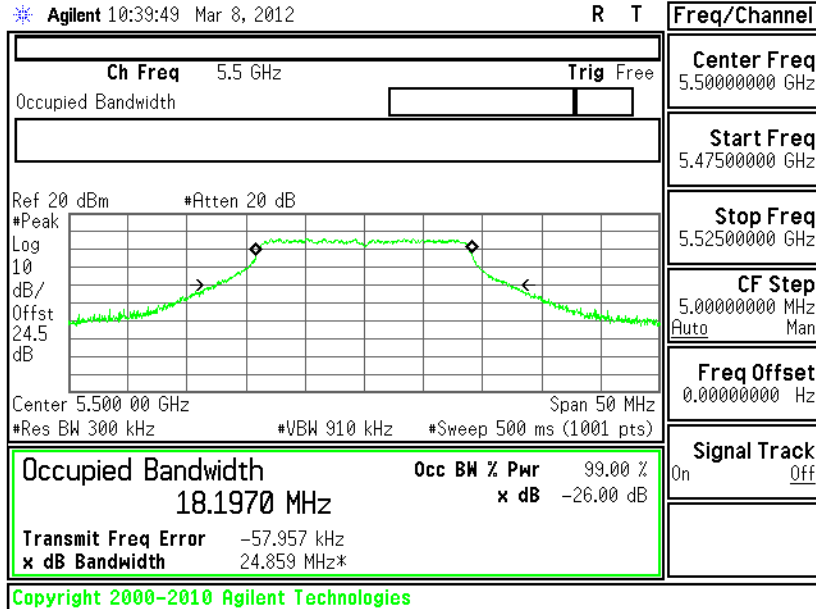 Agilent 10:39:49 Mar 8, 2012 R T
Freq/Channel
Ch Freq 5.5 GHz Trig Free
Occupied Bandwidth
Center Freq
5.50000000 GHz
Start Freq
5.47500000 GHz
Stop Freq
5.52500000 GHz
CF Step
5.00000000 MHz
Auto Man
Freq Offset
0.00000000 Hz
Signal Track
On Off
Ref 20 dBm #Atten 20 dB
#Peak
Log
10
dB/
Offst
24.5
dB
Center 5.500 00 GHz Span 50 MHz
#Res BW 300 kHz #VBW 910 kHz #Sweep 500 ms (1001 pts)
Occupied Bandwidth Occ BW % Pwr 99.00 %
18.1970 MHz x dB -26.00 dB
Transmit Freq Error -57.957 kHz
x dB Bandwidth 24.859 MHz*
Copyright 2000-2010 Agilent Technologies